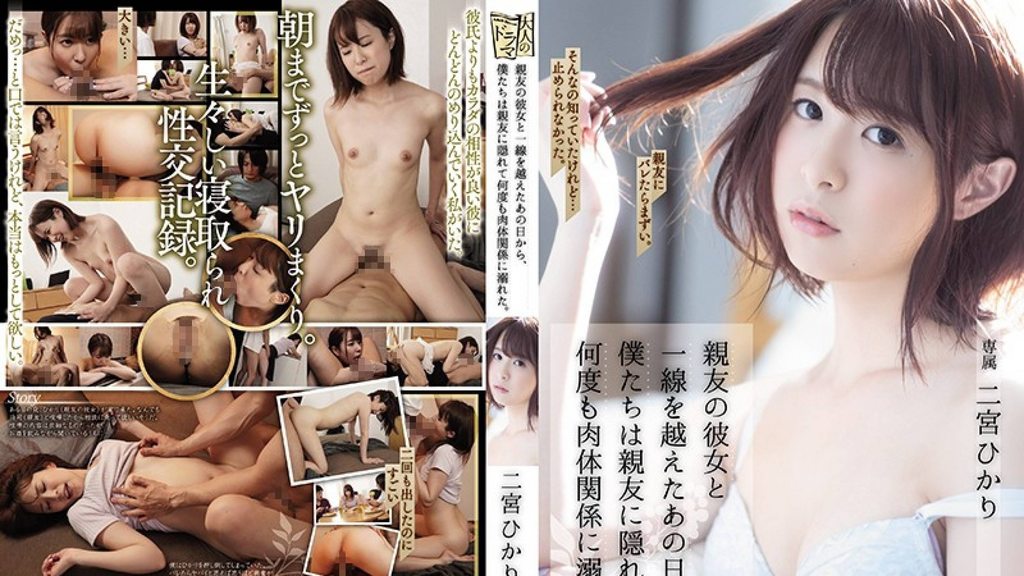 彼氏よりもカラダの相性が良い彼に
どんどんのめり込んでいく私がいた
朝までずっとヤリまくり。
生々しい寝取られ
性交記録。
大きい…
だめっ…と口では言うけれど、本当はもっとして欲しい。
Story
二回も出したのに
すごい
大人の
ドラマ
親友の彼女と一線を越えたあの日から、
僕たちは親友に隠れて何度も肉体関係に溺れた。
二宮ひかり
親友に
バレたらまずい。
そんなの知っていたけれど…
止められなかった。
専属 二宮ひかり
親友の彼女と
一線を越えたあの日
僕たちは親友に隠れ
何度も肉体関係に溺